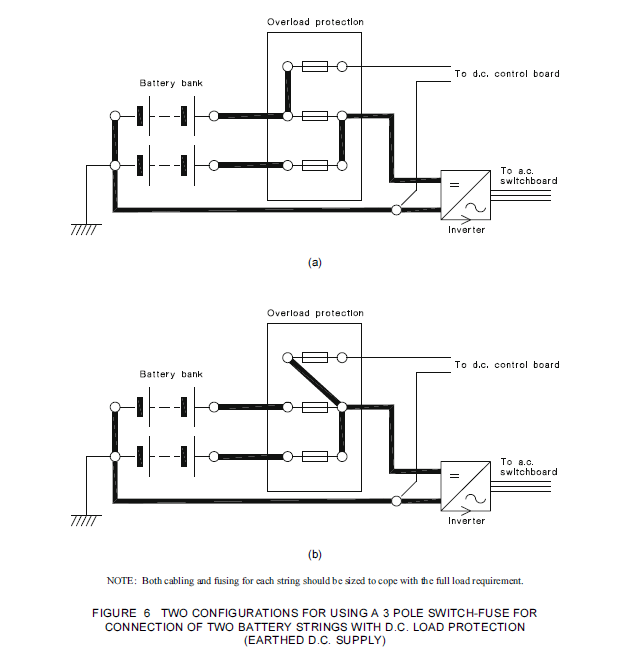 Overload protection
To d.c. control board
Battery bank
To a.c.
switchboard
Inverter
(a)
Overload protection
To d.c. control board
Battery bank
To a.c.
switchboard
Inverter
(b)
NOTE: Both cabling and fusing for each string should be sized to cope with the full load requirement.
FIGURE 6 TWO CONFIGURATIONS FOR USING A 3 POLE SWITCH-FUSE FOR
CONNECTION OF TWO BATTERY STRINGS WITH D.C. LOAD PROTECTION
(EARTHED D.C. SUPPLY)